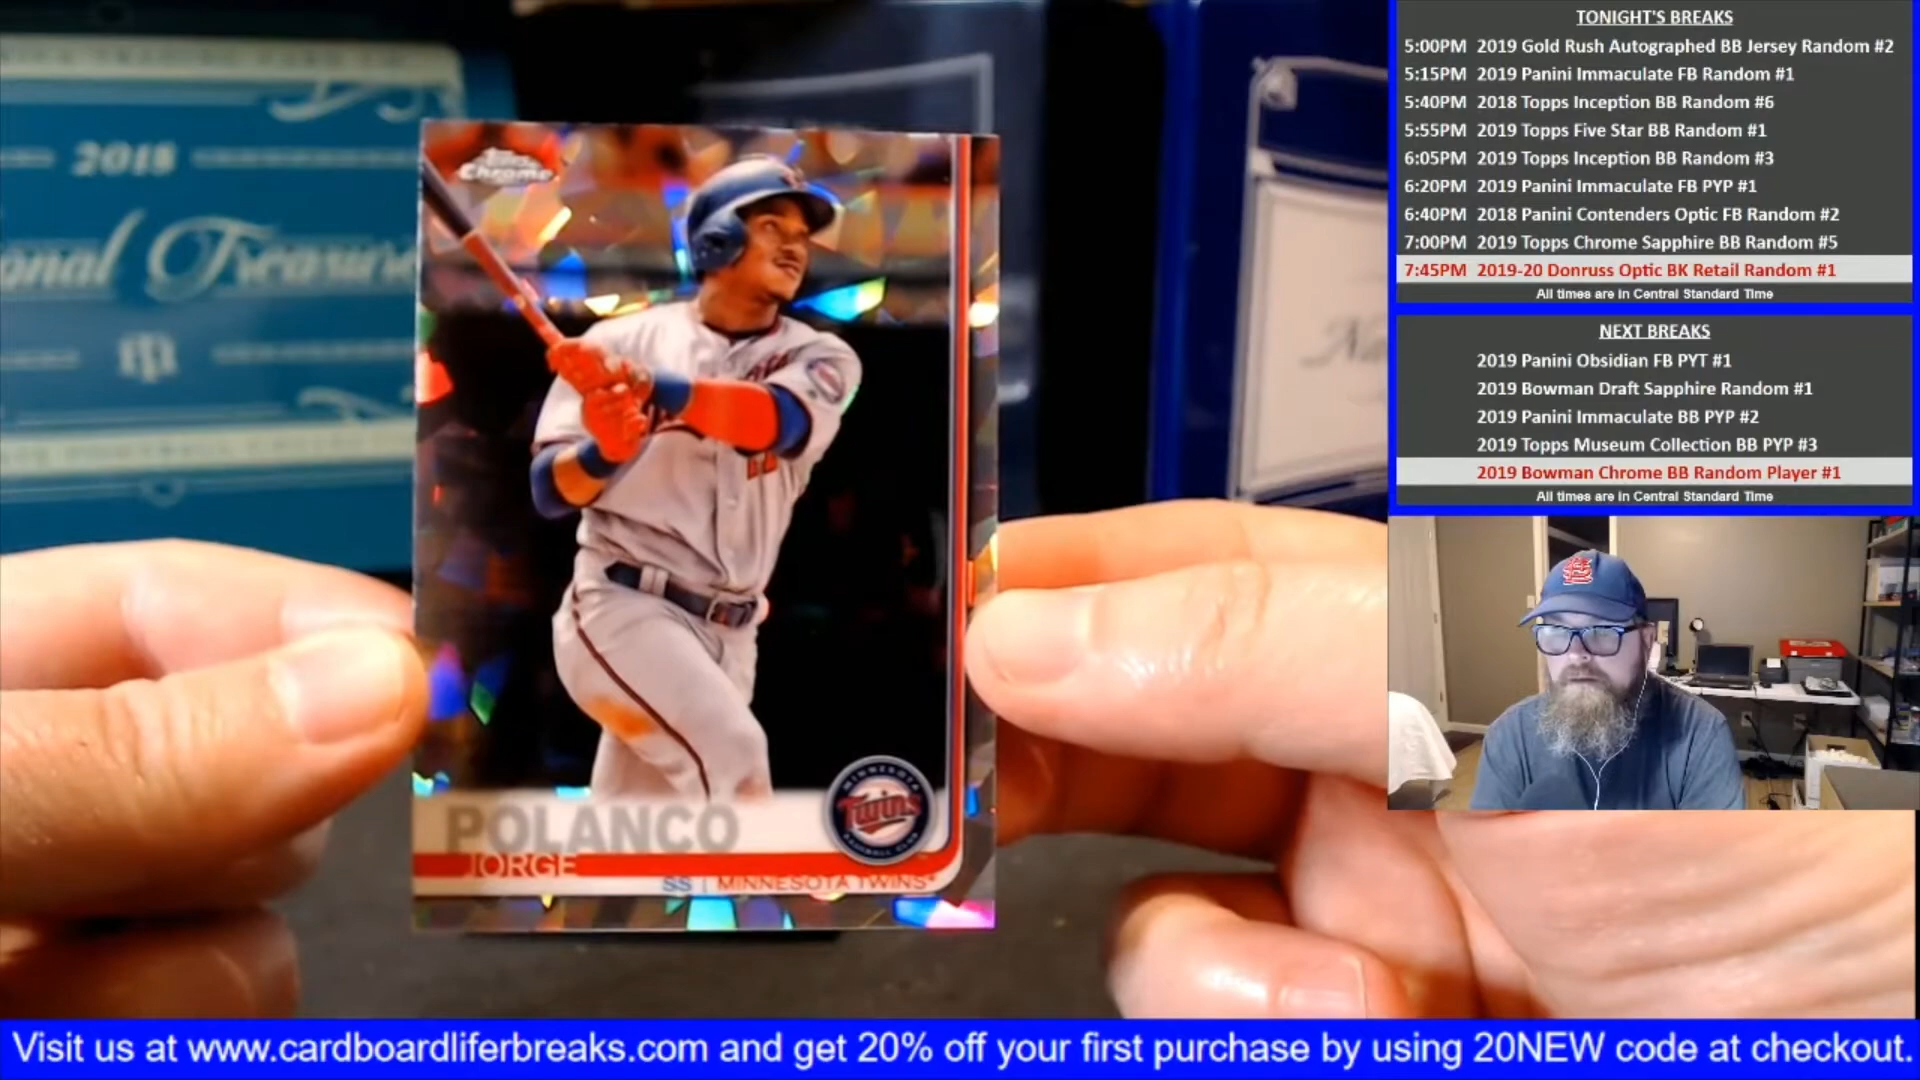 2018
onal Treasure
Topps
Chrome
POLANCO
JORGE
SS | MINNESOTA TWINS
MINNESOTA
Twins
BASEBALL CLUB
TONIGHT'S BREAKS
5:00PM 2019 Gold Rush Autographed BB Jersey Random #2
5:15PM 2019 Panini Immaculate FB Random #1
5:40PM 2018 Topps Inception BB Random #6
5:55PM 2019 Topps Five Star BB Random #1
6:05PM 2019 Topps Inception BB Random #3
6:20PM 2019 Panini Immaculate FB PYP #1
6:40PM 2018 Panini Contenders Optic FB Random #2
7:00PM 2019 Topps Chrome Sapphire BB Random #5
7:45PM 2019-20 Donruss Optic BK Retail Random #1
All times are in Central Standard Time
NEXT BREAKS
2019 Panini Obsidian FB PYT #1
2019 Bowman Draft Sapphire Random #1
2019 Panini Immaculate BB PYP #2
2019 Topps Museum Collection BB PYP #3
2019 Bowman Chrome BB Random Player #1
All times are in Central Standard Time
Visit us at www.cardboardliferbreaks.com and get 20% off your first purchase by using 20NEW code at checkout.